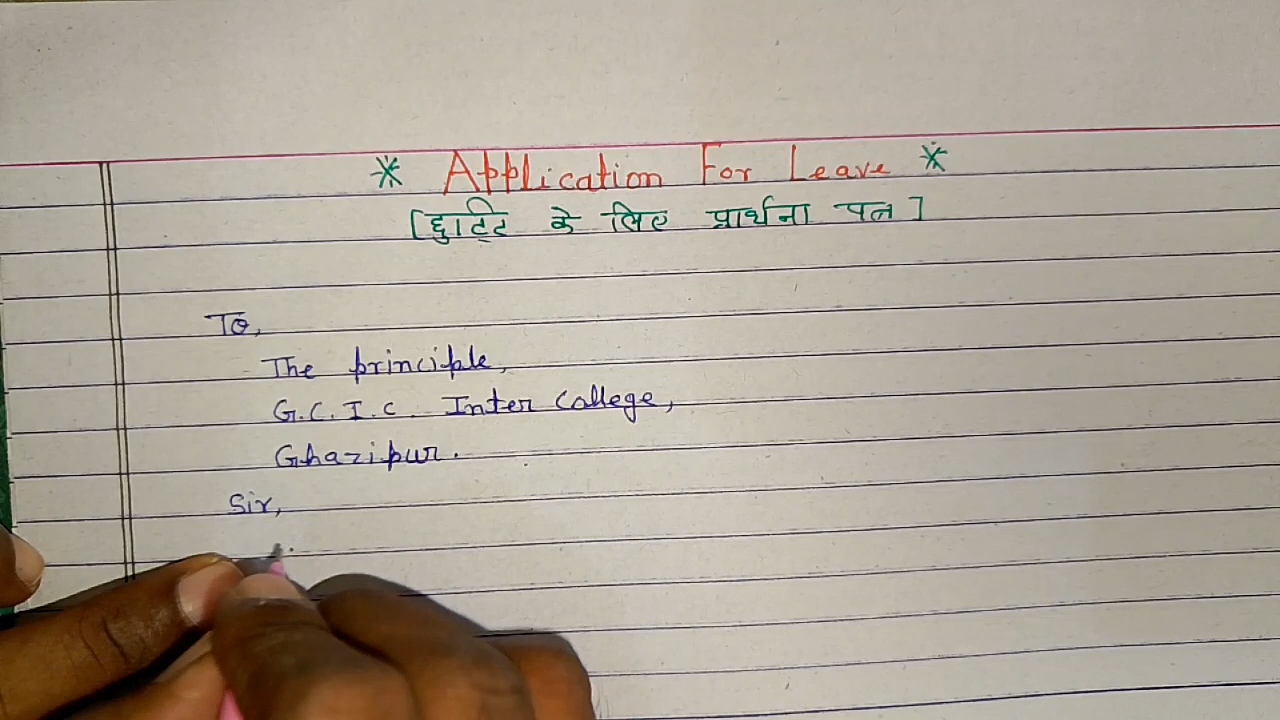 * Application For Leave *
[छुट्टि के लिए प्रार्थना पत्र]
To,
The principle,
G.C.I.C. Inter College,
Ghazipur.
Sir,